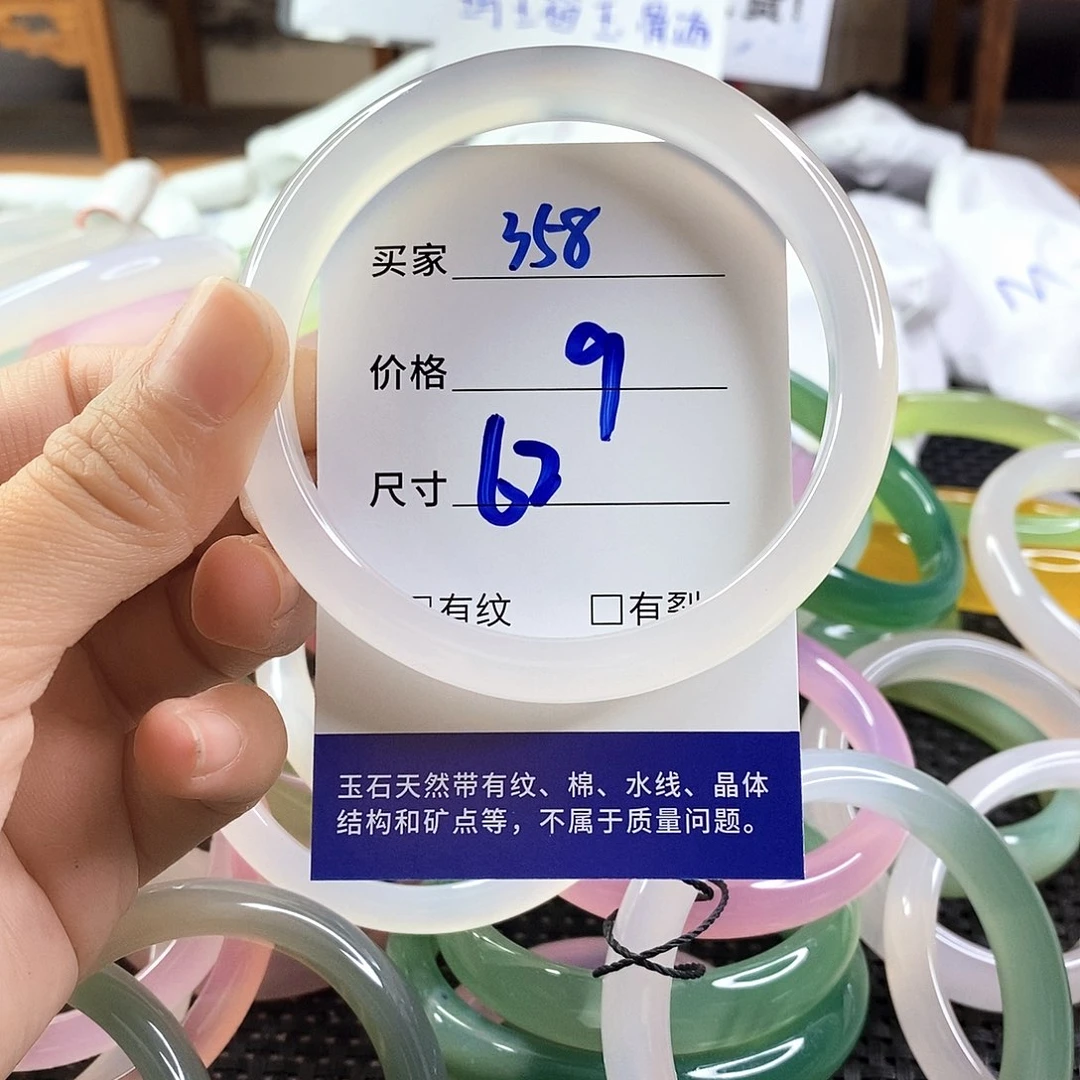 买家 358
价格 9
尺寸 62
□有纹 □有裂
玉石天然带有纹、棉、水线、晶体
结构和矿点等，不属于质量问题。